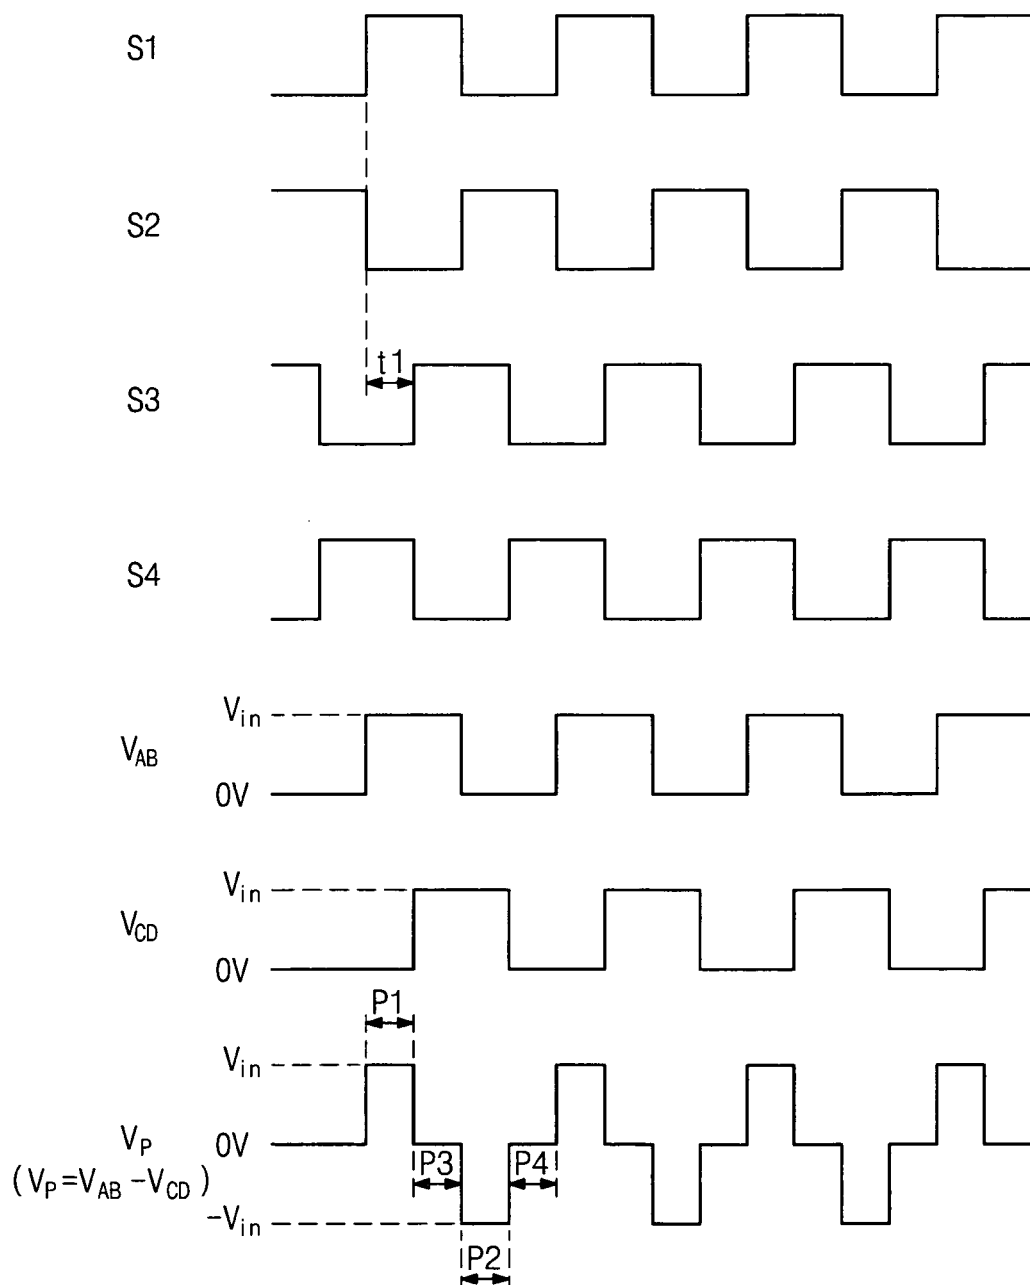 S1
S2
t1
S3
S4
Vin
VAB
0V
Vin
VCD
0V
P1
Vin
VP
0V
(VP=VAB-VCD)
P3
P4
-Vin
P2